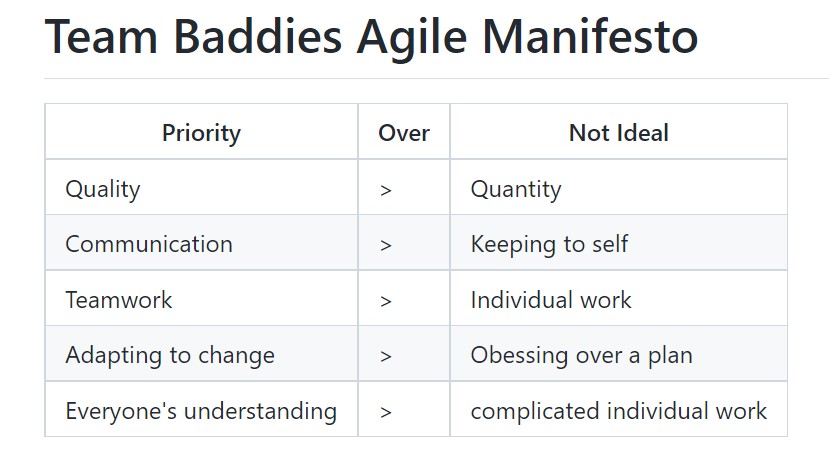 Team Baddies Agile Manifesto
Priority Over Not Ideal
Quality > Quantity
Communication > Keeping to self
Teamwork > Individual work
Adapting to change > Obessing over a plan
Everyone's understanding > complicated individual work